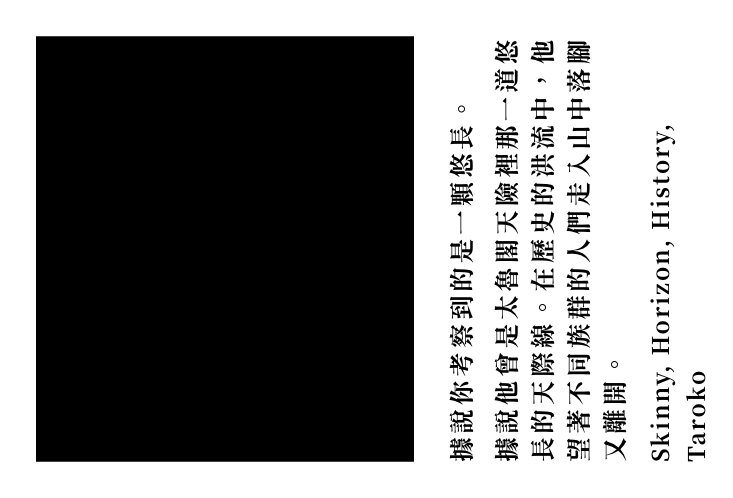 據說你考察到的是一顆悠長。
據說他曾是太魯閣天險裡那一道悠
長的天際線。在歷史的洪流中，他
望著不同族群的人們走入山中落腳
又離開。
Skinny, Horizon, History,
Taroko